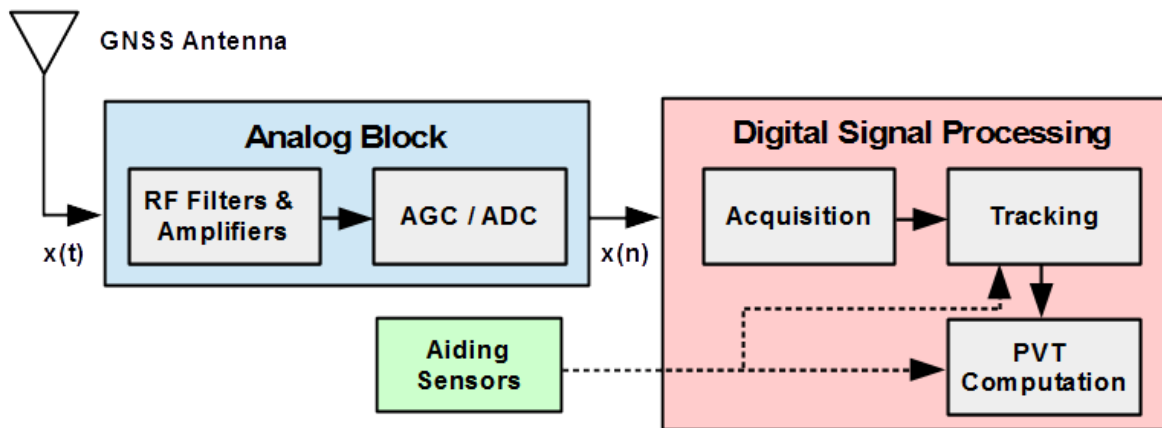 GNSS Antenna
Analog Block
RF Filters &
Amplifiers
AGC / ADC
x(t)
x(n)
Digital Signal Processing
Acquisition
Tracking
Aiding
Sensors
PVT
Computation